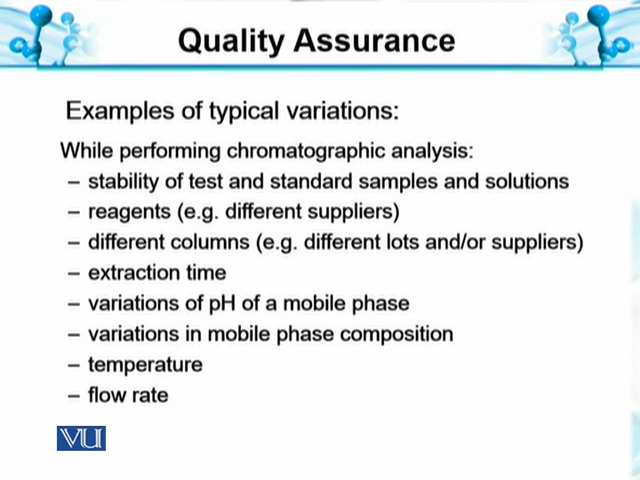 Quality Assurance
Examples of typical variations:
While performing chromatographic analysis:
– stability of test and standard samples and solutions
– reagents (e.g. different suppliers)
– different columns (e.g. different lots and/or suppliers)
– extraction time
– variations of pH of a mobile phase
– variations in mobile phase composition
– temperature
– flow rate
VU